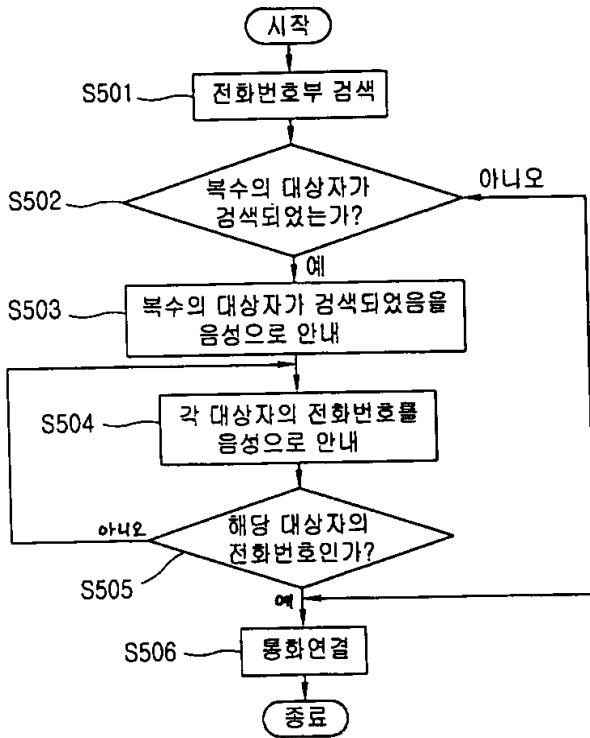 시작
S501
전화번호부 검색
S502
복수의 대상자가
검색되었는가?
아니오
예
S503
복수의 대상자가 검색되었음을
음성으로 안내
S504
각 대상자의 전화번호를
음성으로 안내
아니오
해당 대상자의
전화번호인가?
S505
예
S506
통화연결
종료